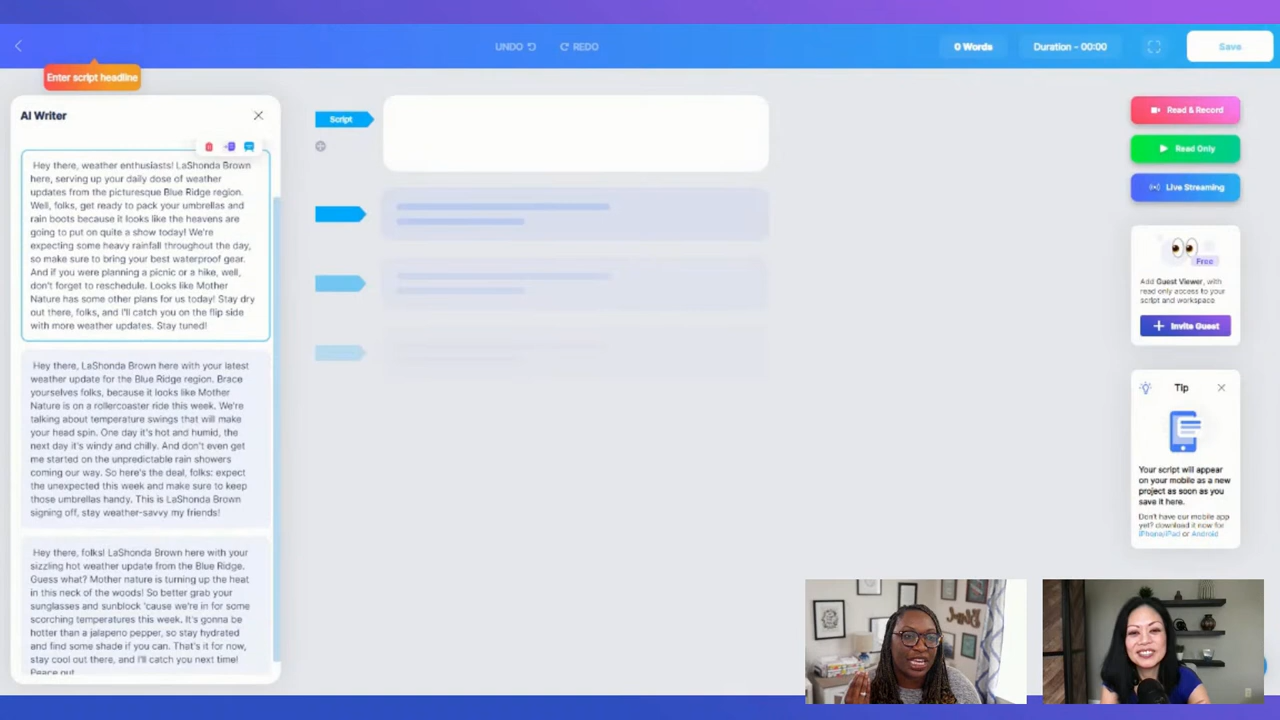 UNDO
REDO
0 Words
Duration - 00:00
Save
Enter script headline
AI Writer
Hey there, weather enthusiasts! LaShonda Brown
here, serving up your daily dose of weather
updates from the picturesque Blue Ridge region.
Well, folks, get ready to pack your umbrellas and
rain boots because it looks like the heavens are
going to put on quite a show today! We're
expecting some heavy rainfall throughout the day,
so make sure to bring your best waterproof gear.
And if you were planning a picnic or a hike, well,
don't forget to reschedule. Looks like Mother
Nature has some other plans for us today! Stay dry
out there, folks, and I'll catch you on the flip side
with more weather updates. Stay tuned!
Hey there, LaShonda Brown here with your latest
weather update for the Blue Ridge region. Brace
yourselves folks, because it looks like Mother
Nature is on a rollercoaster ride this week. We're
talking about temperature swings that will make
your head spin. One day it's hot and humid, the
next day it's windy and chilly. And don't even get
me started on the unpredictable rain showers
coming our way. So here's the deal, folks: expect
the unexpected this week and make sure to keep
those umbrellas handy. This is LaShonda Brown
signing off, stay weather-savvy my friends!
Hey there, folks! LaShonda Brown here with your
sizzling hot weather update from the Blue Ridge.
Guess what? Mother nature is turning up the heat
in this neck of the woods! So better grab your
sunglasses and sunblock 'cause we're in for some
scorching temperatures this week. It's gonna be
hotter than a jalapeno pepper, so stay hydrated
and find some shade if you can. That's it for now,
stay cool out there, and I'll catch you next time!
Peace out
Script
Read & Record
Read Only
Live Streaming
Free
Add Guest Viewer, with
read only access to your
script and workspace
Invite Guest
Tip
Your script will appear
on your mobile as a new
project as soon as you
save it here.
Don't have our mobile app
yet? download it now for
iPhone/iPad or Android